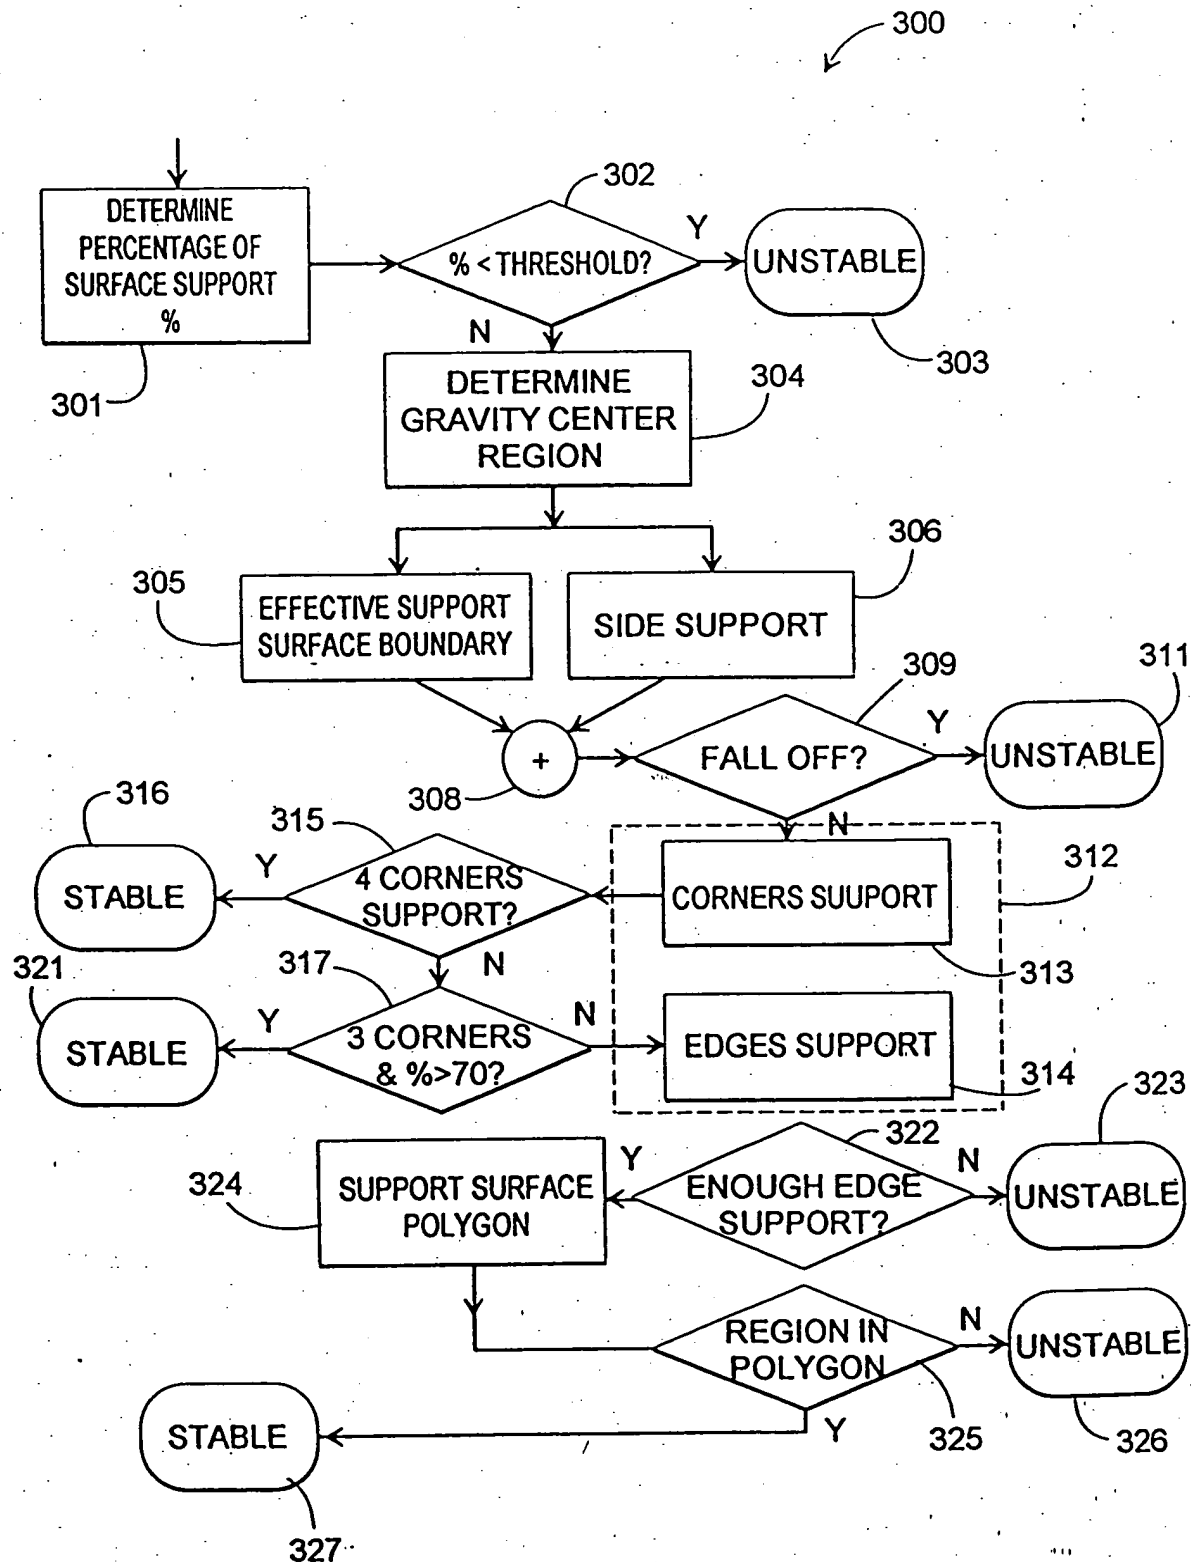 300
302
DETERMINE
PERCENTAGE OF
SURFACE SUPPORT
%
% < THRESHOLD?
Y
UNSTABLE
N
303
301
DETERMINE
GRAVITY CENTER
REGION
304
306
305
EFFECTIVE SUPPORT
SURFACE BOUNDARY
SIDE SUPPORT
309
311
+
308
FALL OFF?
Y
UNSTABLE
N
316
315
312
STABLE
Y
4 CORNERS
SUPPORT?
CORNERS SUUPORT
313
321
317
N
STABLE
Y
3 CORNERS
& %>70?
N
EDGES SUPPORT
314
323
322
324
SUPPORT SURFACE
POLYGON
Y
ENOUGH EDGE
SUPPORT?
N
UNSTABLE
REGION IN
POLYGON
N
UNSTABLE
STABLE
Y
325
326
327